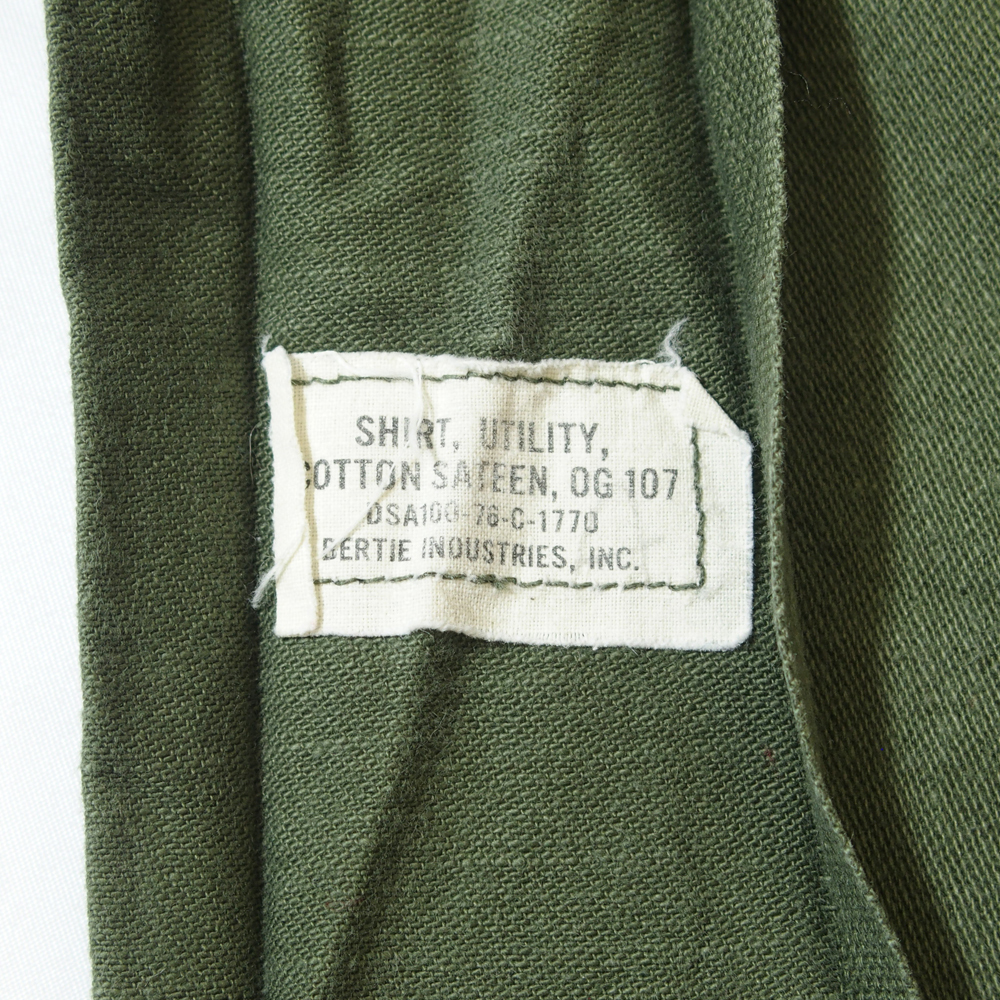 SHIRT, UTILITY,
COTTON SATEEN, OG 107
DSA100-76-C-1770
BERTIE INDUSTRIES, INC.